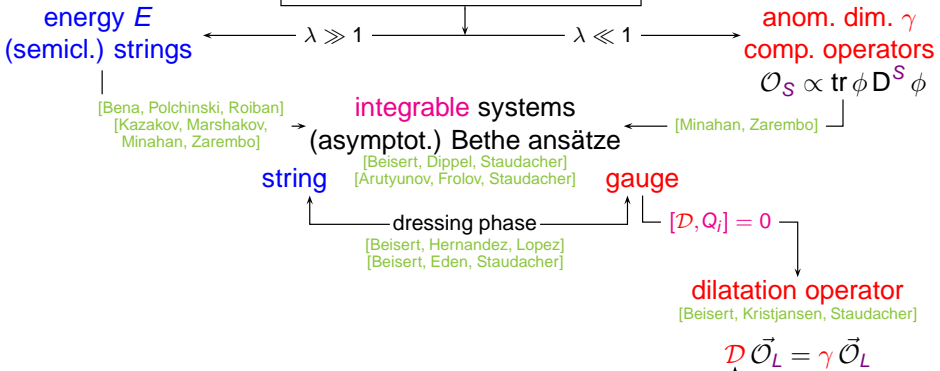 energy E
(semicl.) strings
λ ≫ 1
λ ≪ 1
anom. dim. γ
comp. operators
𝒪_S ∝ tr ϕ D^S ϕ
[Bena, Polchinski, Roiban]
[Kazakov, Marshakov,
Minahan, Zarembo]
integrable systems
(asymptot.) Bethe ansätze
[Beisert, Dippel, Staudacher]
[Arutyunov, Frolov, Staudacher]
[Minahan, Zarembo]
string
gauge
dressing phase
[Beisert, Hernandez, Lopez]
[Beisert, Eden, Staudacher]
[𝒟, Q_i] = 0
dilatation operator
[Beisert, Kristjansen, Staudacher]
𝒟 𝒪⃗_L = γ 𝒪⃗_L